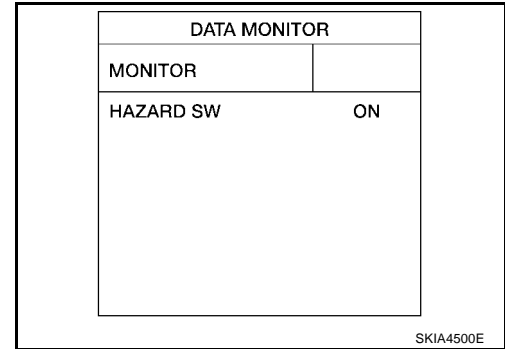 DATA MONITOR
MONITOR
HAZARD SW ON
SKIA4500E